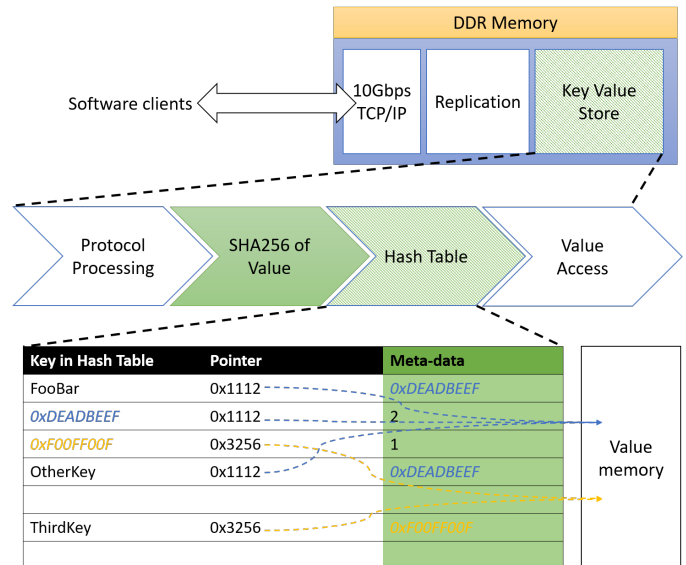 DDR Memory
Software clients
10Gbps
TCP/IP
Replication
Key Value
Store
Protocol
Processing
SHA256 of
Value
Hash Table
Value
Access
Key in Hash Table Pointer Meta-data
FooBar 0x1112 0xDEADBEEF
0xDEADBEEF 0x1112 2
0xF00FF00F 0x3256 1
OtherKey 0x1112 0xDEADBEEF
ThirdKey 0x3256 0xF00FF00F
Value
memory